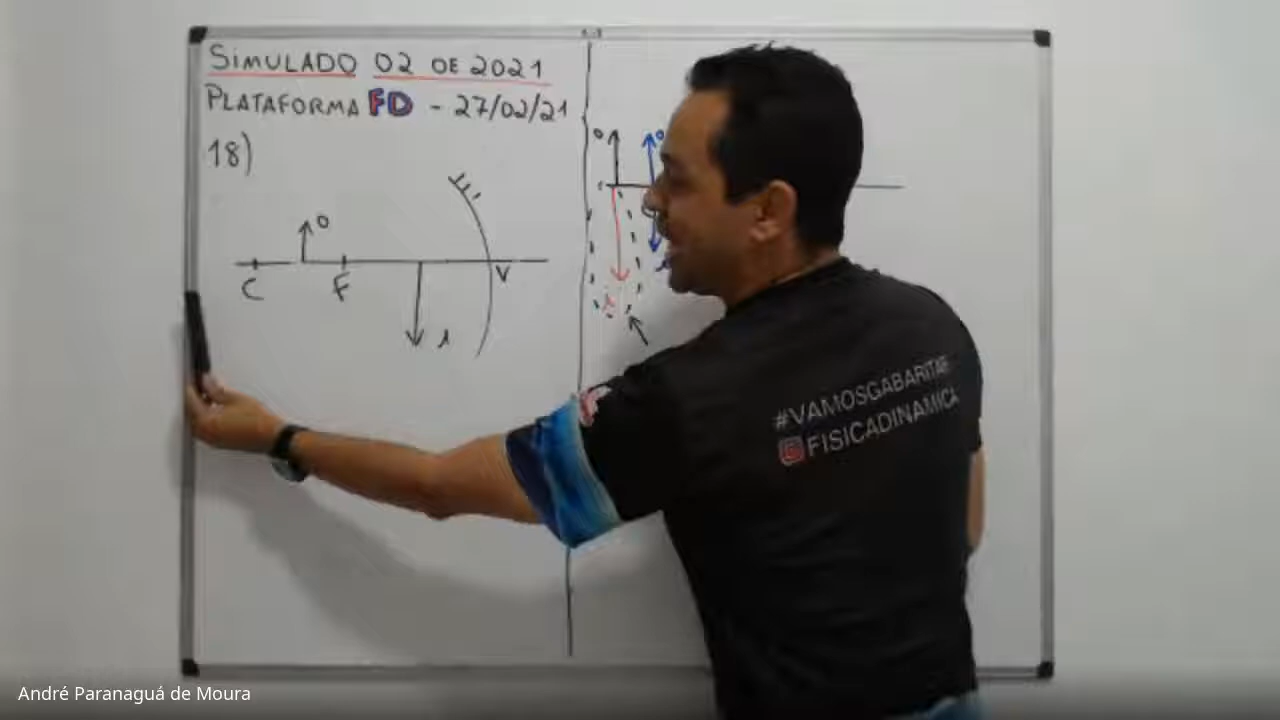 SIMULADO 02 DE 2021
PLATAFORMA FD - 27/02/21
18)
O
C
F
V
i
O
O
i
#VAMOSGABARITAR
FISICADINAMICA
André Paranaguá de Moura